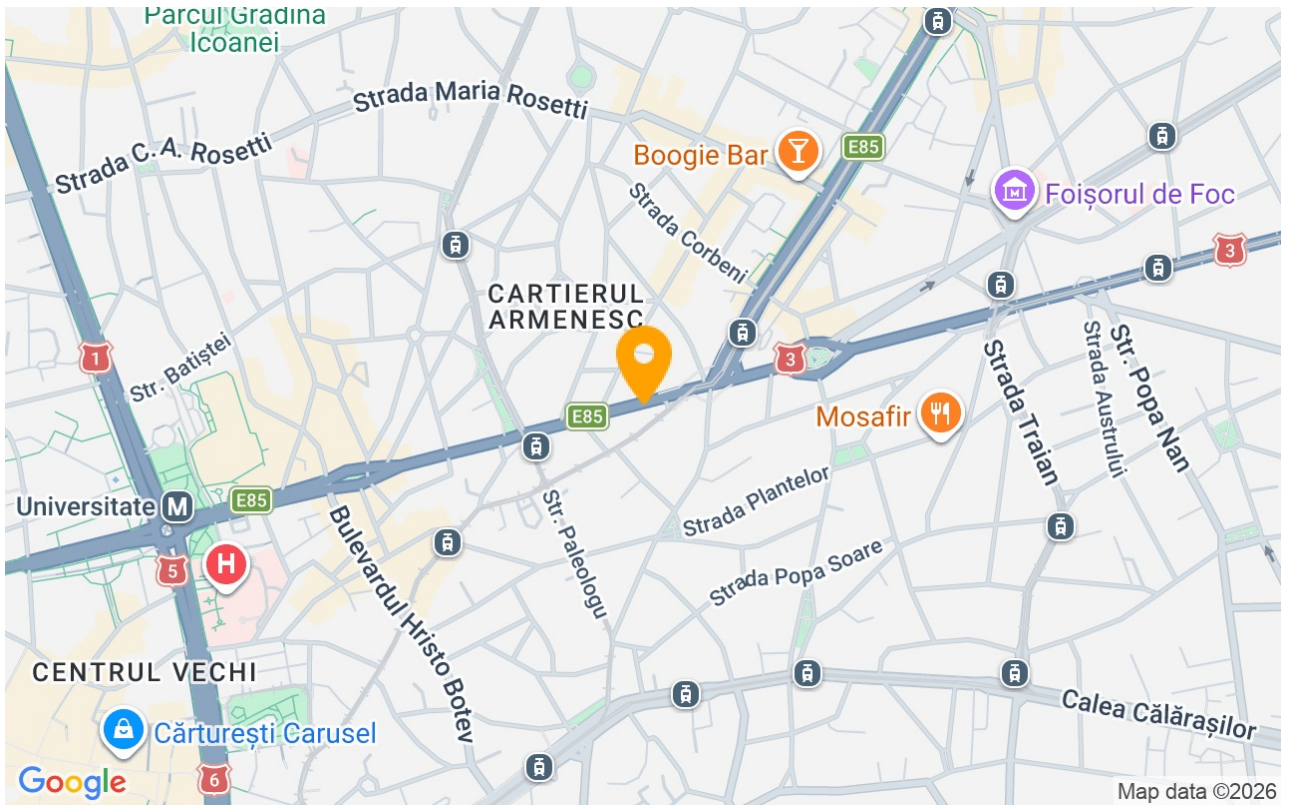 Parcul Grădina
Icoanei
Strada Maria Rosetti
Strada C. A. Rosetti
Boogie Bar
E85
Strada Corbeni
Foișorul de Foc
3
CARTIERUL
ARMENESC
1
Str. Batiștei
3
E85
Mosafir
Strada Traian
Strada Austrului
Str. Popa Nan
Universitate M
E85
Strada Plantelor
Bulevardul Hristo Botev
Str. Paleologu
5
H
Strada Popa Soare
CENTRUL VECHI
Calea Călărașilor
Cărturești Carusel
6
Google
Map data ©2026